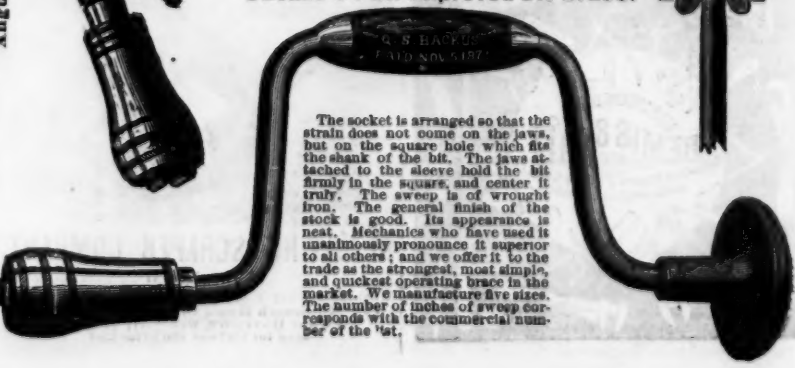 Q. S. BACKUS
PAT'D NOV. 5 187
The socket is arranged so that the
strain does not come on the jaws,
but on the square hole which fits
the shank of the bit. The jaws at-
tached to the sleeve hold the bit
firmly in the square, and center it
truly. The sweep is of wrought
iron. The general finish of the
stock is good. Its appearance is
neat. Mechanics who have used it
unanimously pronounce it superior
to all others; and we offer it to the
trade as the strongest, most simple,
and quickest operating brace in the
market. We manufacture five sizes.
The number of inches of sweep cor-
responds with the commercial num-
ber of the list.